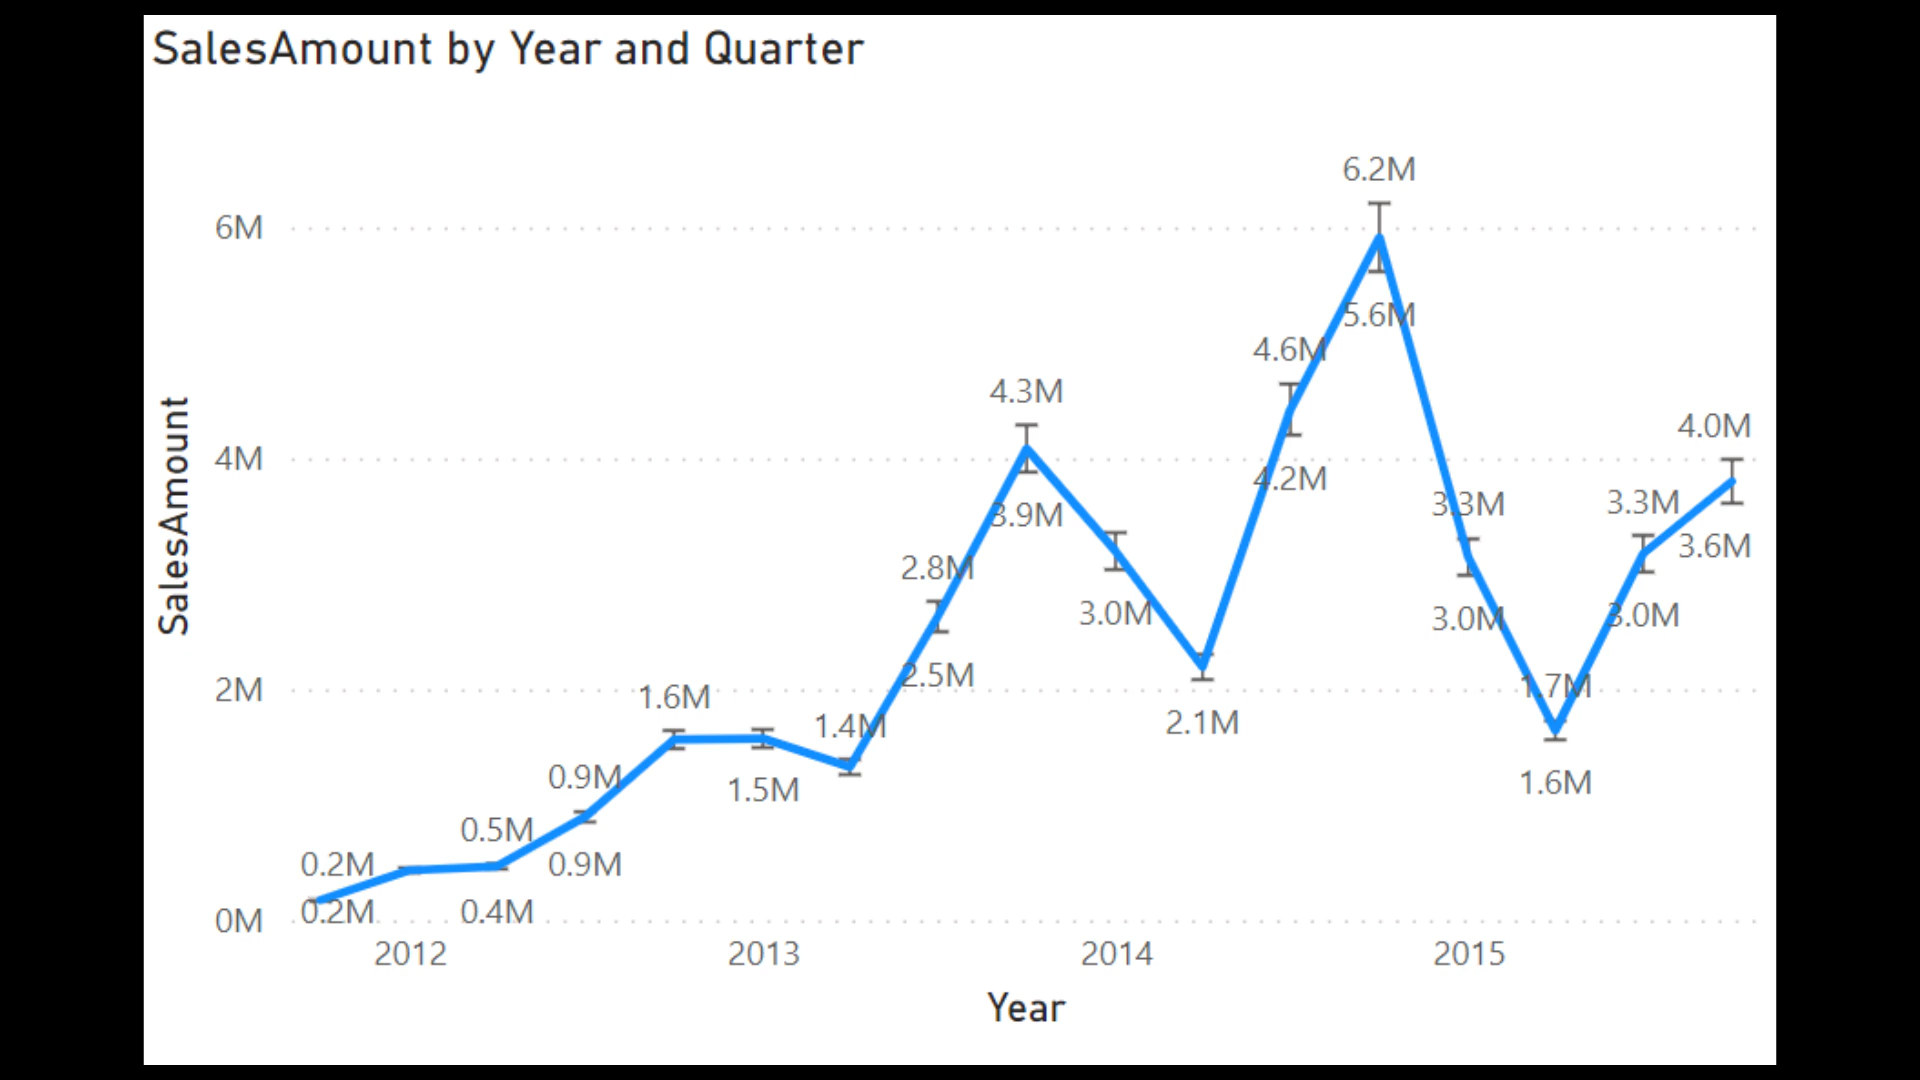 SalesAmount by Year and Quarter
6.2M
6M
5.6M
4.6M
4.3M
4.0M
4M
4.2M
3.3M
3.3M
3.9M
3.6M
2.8M
3.0M
3.0M
3.0M
2.5M
2M
1.6M
1.7M
1.4M
2.1M
0.9M
1.5M
1.6M
0.5M
0.2M
0.9M
0.2M
0.4M
0M
SalesAmount
2012 2013 2014 2015
Year